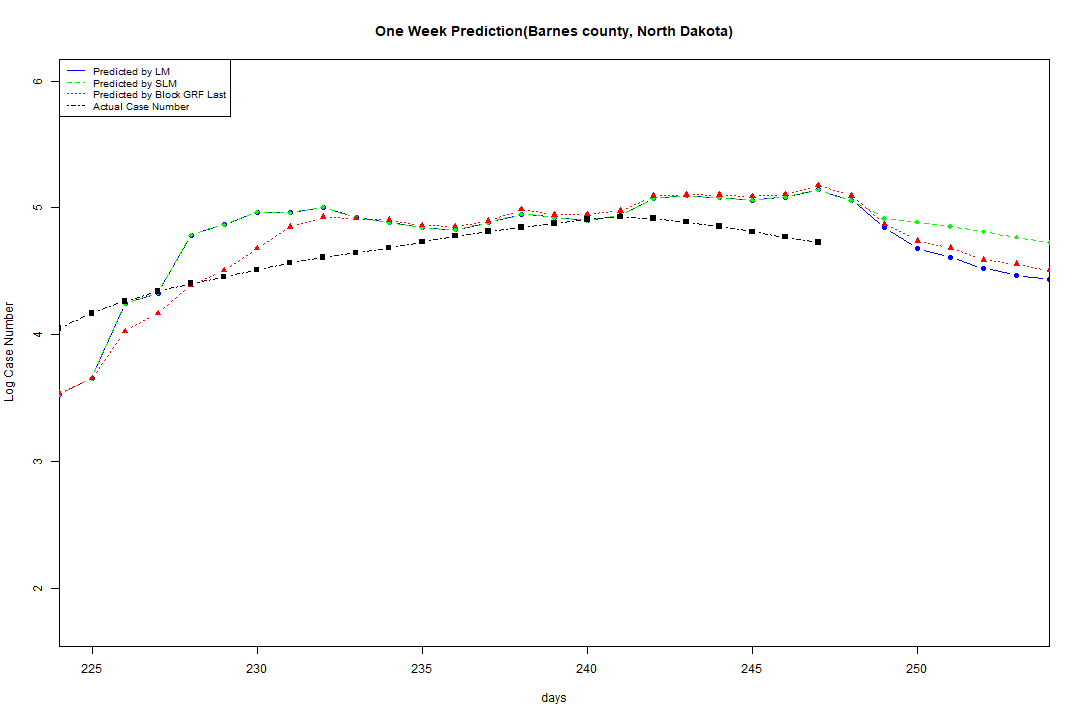 One Week Prediction(Barnes county, North Dakota)
Predicted by LM
Predicted by SLM
Predicted by Block GRF Last
Actual Case Number
6
5
4
3
2
Log Case Number
225 230 235 240 245 250
days